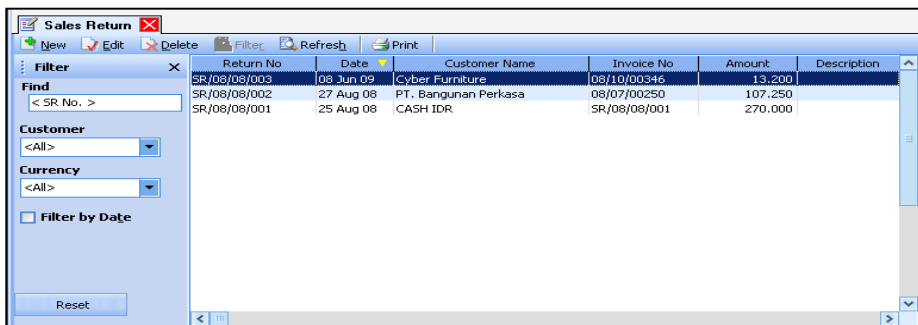 Sales Return
New Edit Delete Filter Refresh Print
Filter
Find
< SR No. >
Customer
<All>
Currency
<All>
Filter by Date
Reset
Return No Date Customer Name Invoice No Amount Description
SR/08/08/003 08 Jun 09 Cyber Furniture 08/10/00346 13.200
SR/08/08/002 27 Aug 08 PT. Bangunan Perkasa 08/07/00250 107.250
SR/08/08/001 25 Aug 08 CASH IDR SR/08/08/001 270.000